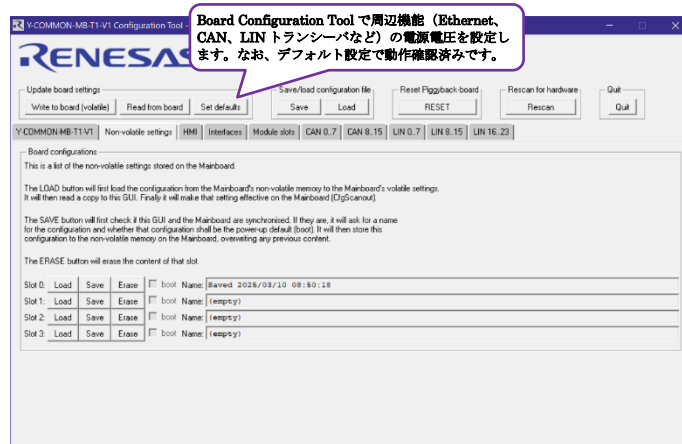 Y-COMMON-MB-T1-V1 Configuration Tool -
Board Configuration Tool で周辺機能（Ethernet、
CAN、LIN トランシーバなど）の電源電圧を設定し
ます。なお、デフォルト設定で動作確認済みです。
RENESAS
Update board settings
Save/load configuration file
Reset Piggyback-board
Rescan for hardware
Quit
Write to board (volatile) Read from board Set defaults Save Load RESET Rescan Quit
Y-COMMON-MB-T1-V1 Non-volatile settings HMI Interfaces Module slots CAN 0..7 CAN 8..15 LIN 0..7 LIN 8..15 LIN 16..23
Board configurations
This is a list of the non-volatile settings stored on the Mainboard.
The LOAD button will first load the configuration from the Mainboard's non-volatile memory to the Mainboard's volatile settings.
It will then read a copy to this GUI. Finally it will make that setting effective on the Mainboard (CfgScanout).
The SAVE button will first check if this GUI and the Mainboard are synchronised. If they are, it will ask for a name
for the configuration and whether that configuration shall be the power-up default (boot). It will then store this
configuration to the non-volatile memory on the Mainboard, overwriting any previous content.
The ERASE button will erase the content of that slot.
Slot 0: Load Save Erase boot Name: Saved 2025/03/10 08:50:18
Slot 1: Load Save Erase boot Name: (empty)
Slot 2: Load Save Erase boot Name: (empty)
Slot 3: Load Save Erase boot Name: (empty)